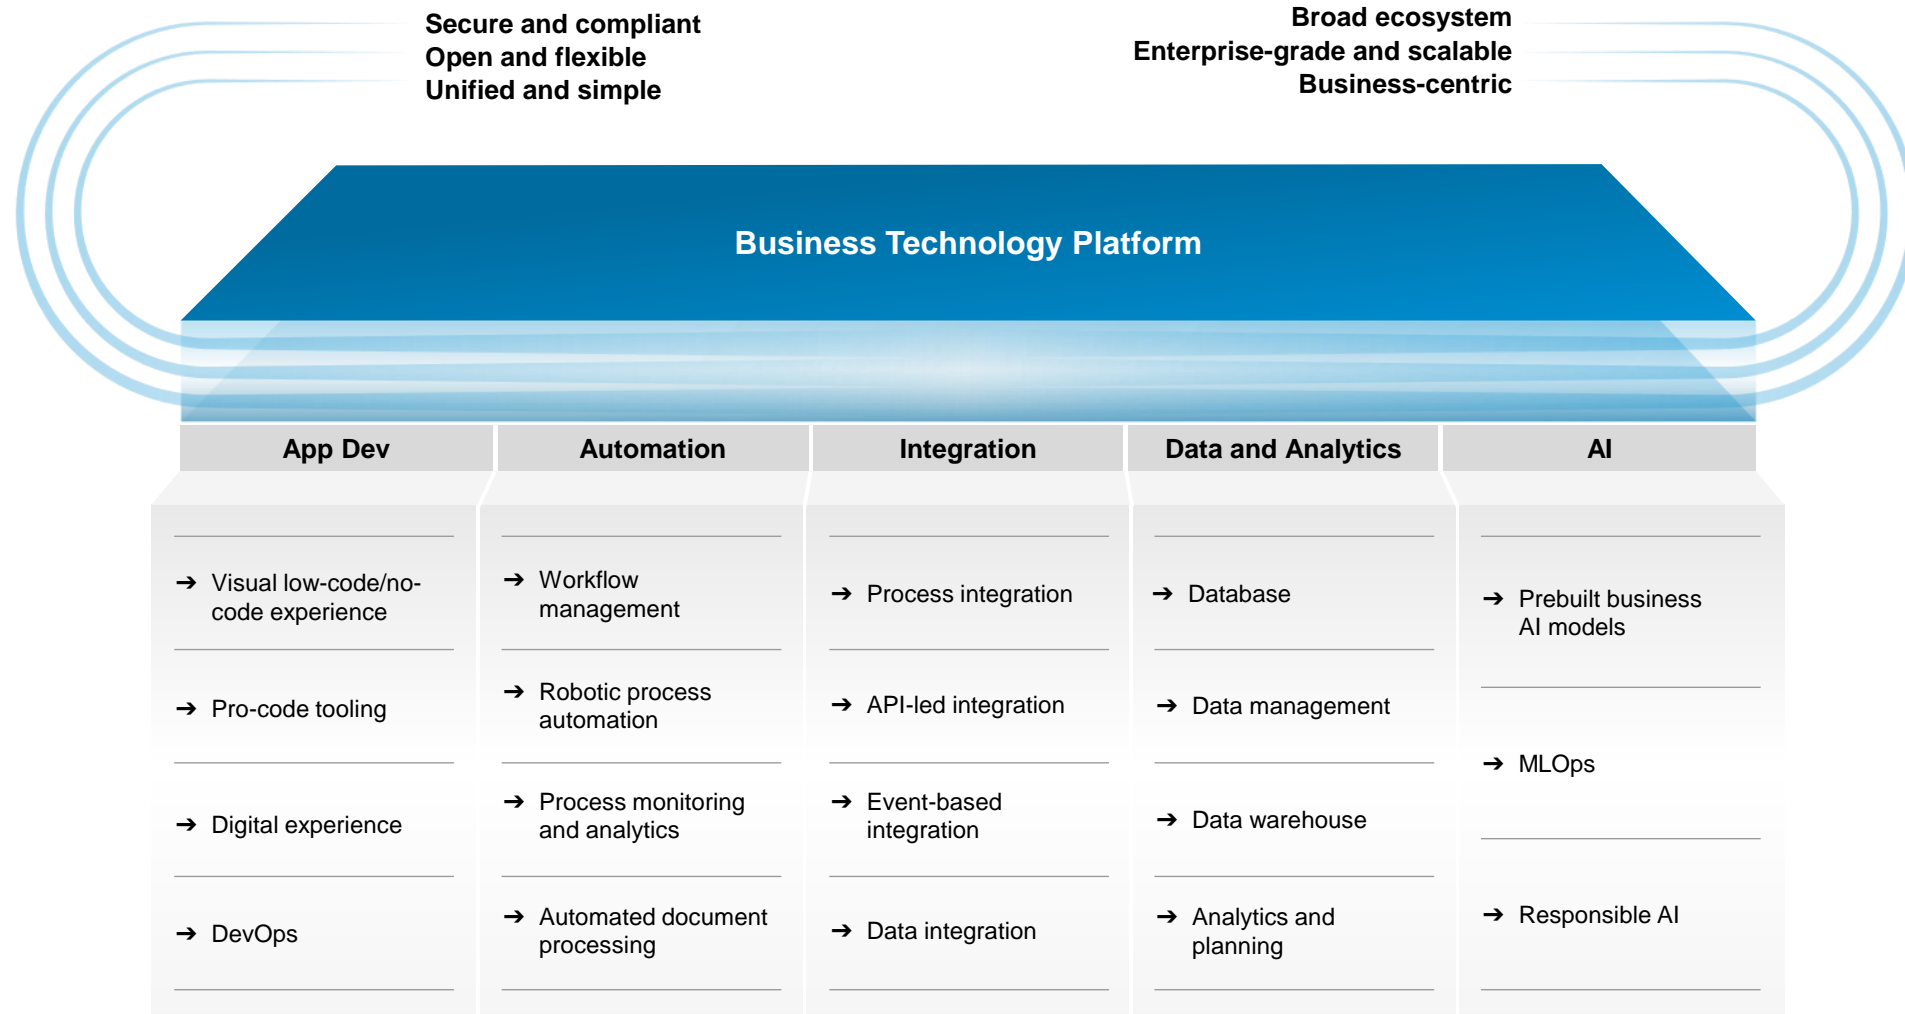 Secure and compliant
Open and flexible
Unified and simple
Broad ecosystem
Enterprise-grade and scalable
Business-centric
Business Technology Platform
App Dev
Automation
Integration
Data and Analytics
AI
➔ Visual low-code/no-
code experience
➔ Pro-code tooling
➔ Digital experience
➔ DevOps
➔ Workflow
management
➔ Robotic process
automation
➔ Process monitoring
and analytics
➔ Automated document
processing
➔ Process integration
➔ API-led integration
➔ Event-based
integration
➔ Data integration
➔ Database
➔ Data management
➔ Data warehouse
➔ Analytics and
planning
➔ Prebuilt business
AI models
➔ MLOps
➔ Responsible AI